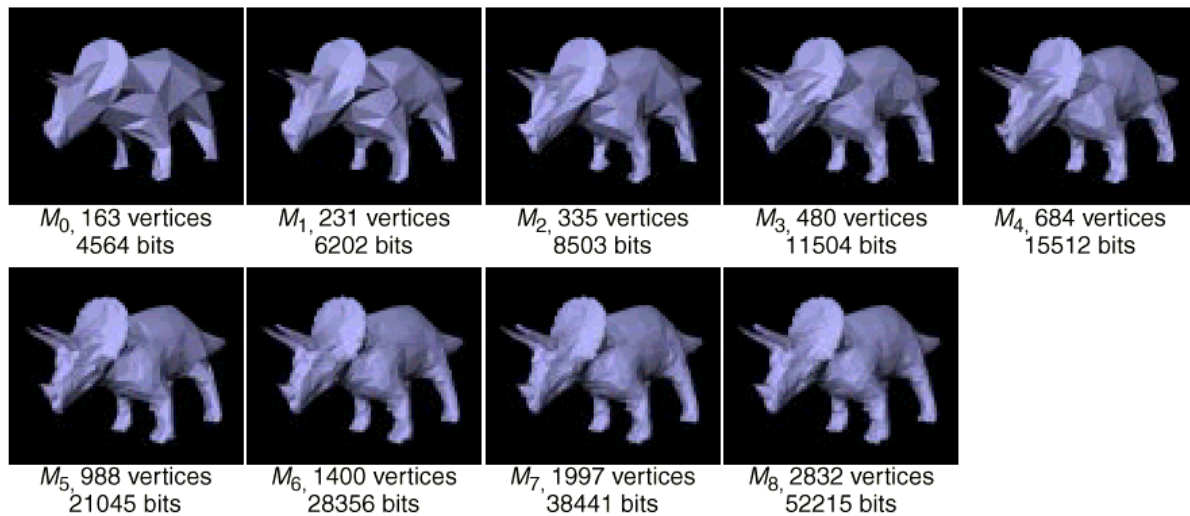 M0, 163 vertices
4564 bits
M1, 231 vertices
6202 bits
M2, 335 vertices
8503 bits
M3, 480 vertices
11504 bits
M4, 684 vertices
15512 bits
M5, 988 vertices
21045 bits
M6, 1400 vertices
28356 bits
M7, 1997 vertices
38441 bits
M8, 2832 vertices
52215 bits